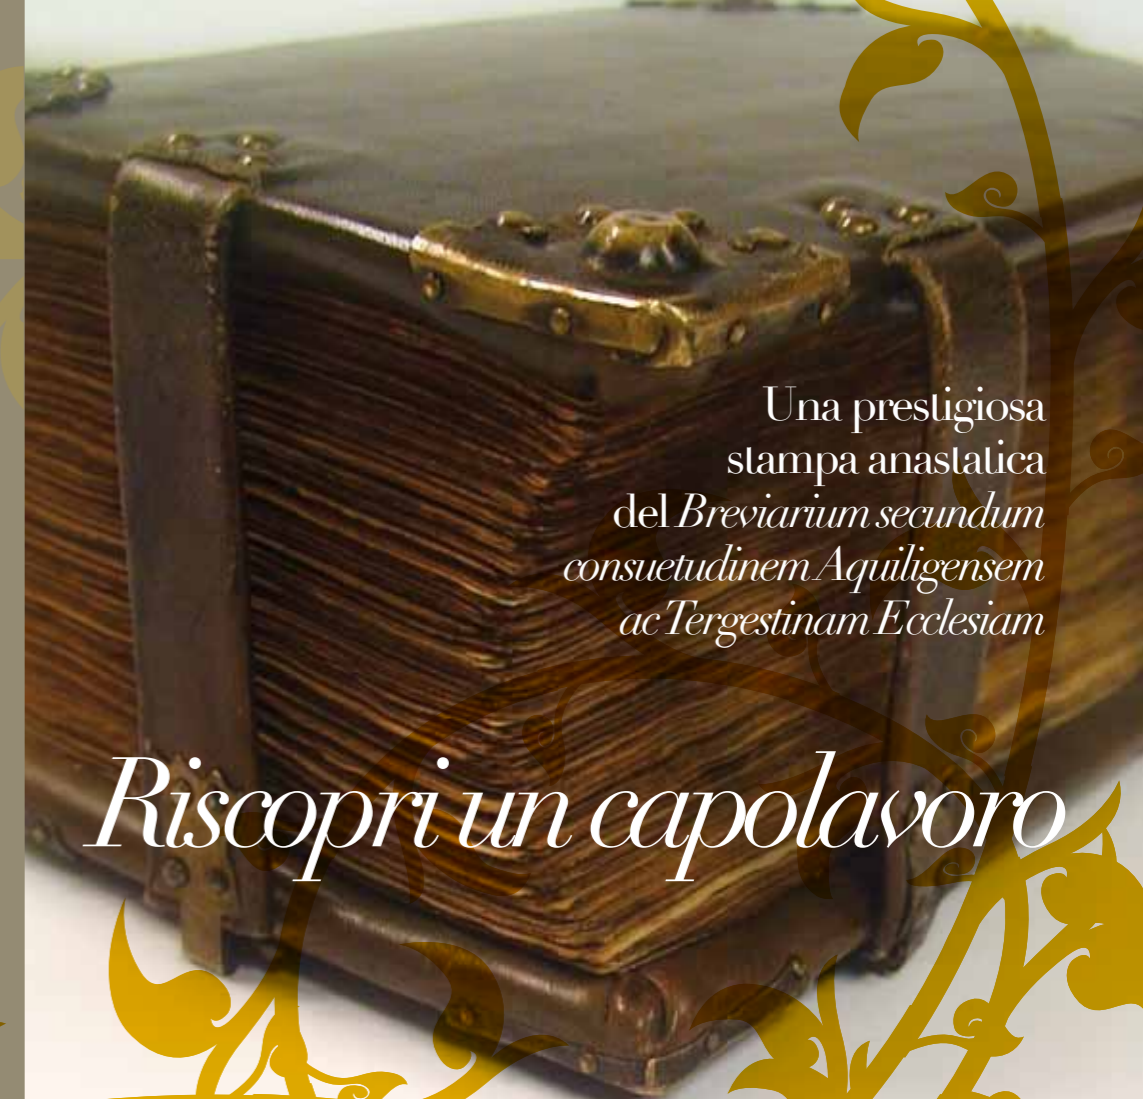 Una prestigiosa
stampa anastatica
del Breviarium secundum
consuetudinem Aquiligensem
ac Tergestinam Ecclesiam
Riscopri un capolavoro